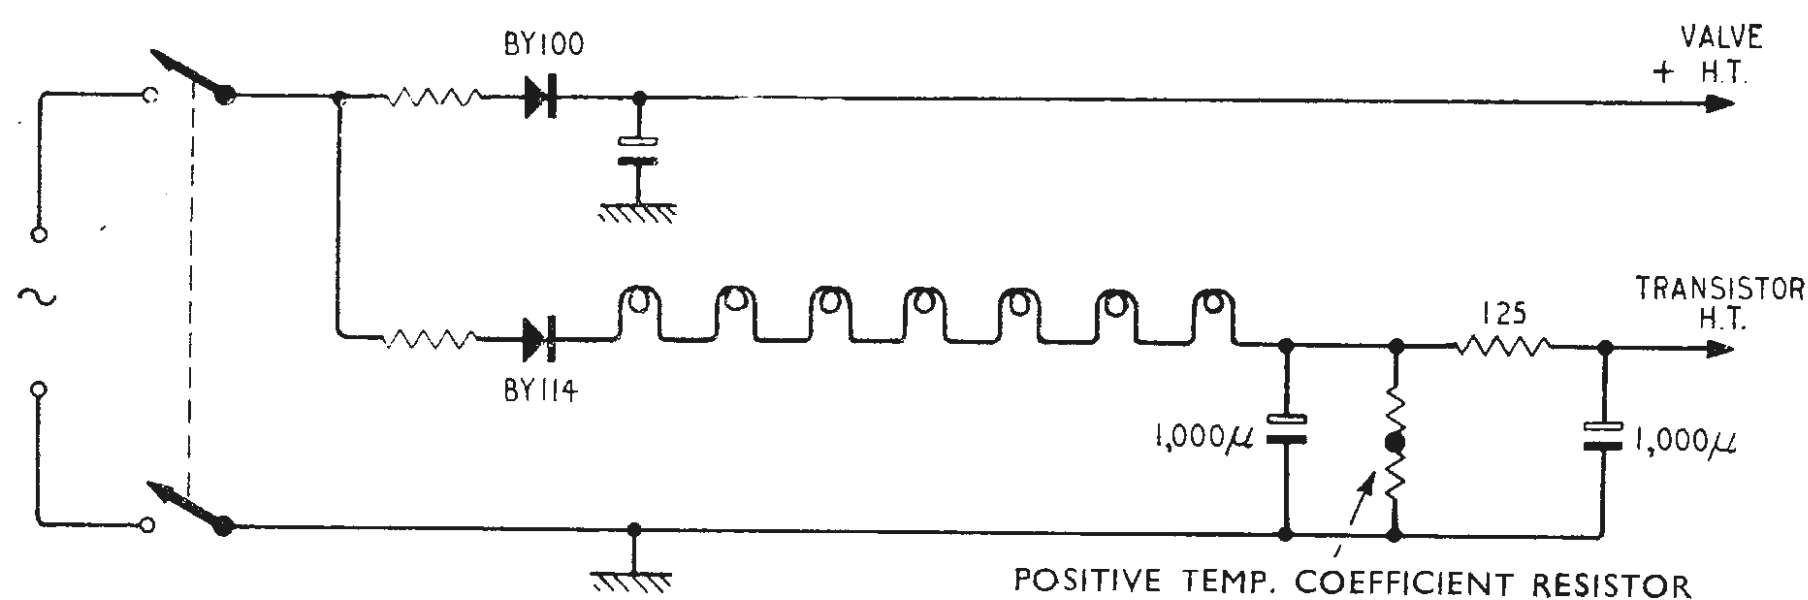 BY100
VALVE
+ H.T.
~
BY114
125
TRANSISTOR
H.T.
1,000μ
1,000μ
POSITIVE TEMP. COEFFICIENT RESISTOR